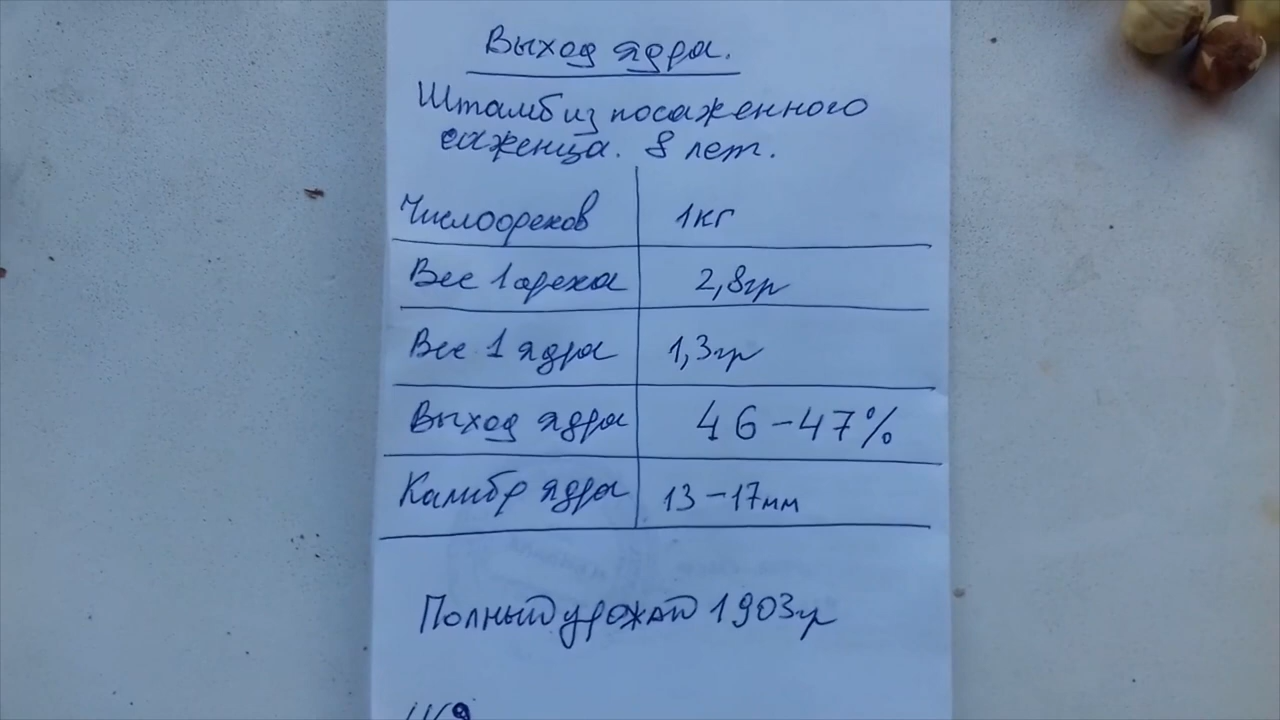 Выход ядра.
Штамб из посаженного
саженца. 8 лет.
Число орехов 1кг
Вес 1 ореха 2,8гр
Вес 1 ядра 1,3гр
Выход ядра 46-47%
Калибр ядра 13-17мм
Полный урожай 1903гр